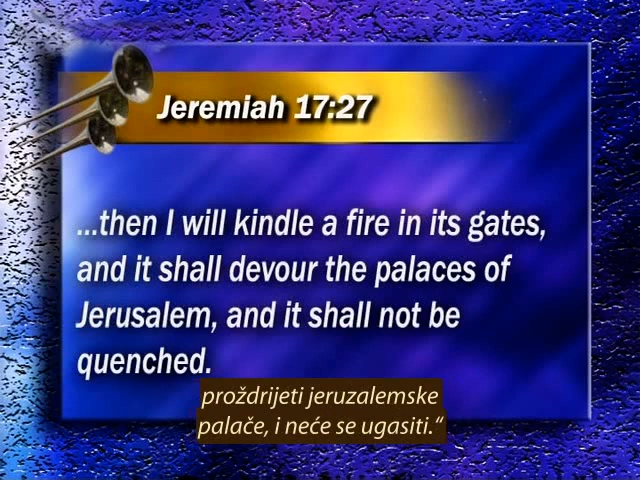 Jeremiah 17:27
...then I will kindle a fire in its gates,
and it shall devour the palaces of
Jerusalem, and it shall not be
quenched.
proždrijeti jeruzalemske
palače, i neće se ugasiti.“